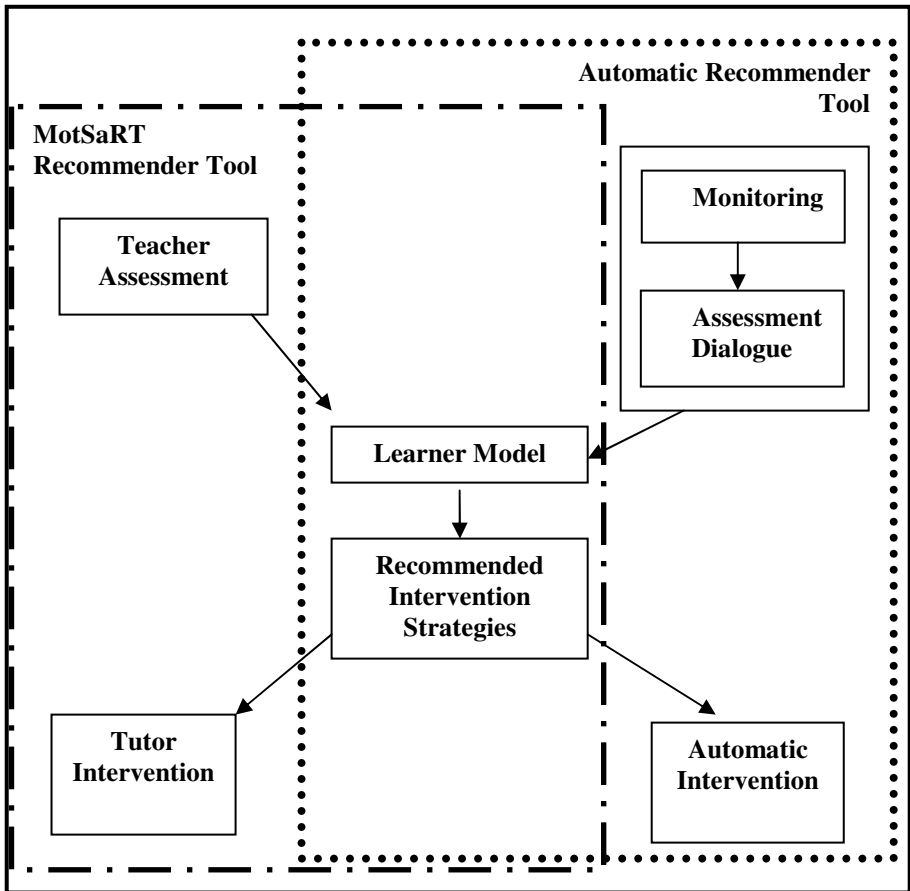 Automatic Recommender
Tool
MotSaRT
Recommender Tool
Monitoring
Teacher
Assessment
Assessment
Dialogue
Learner Model
Recommended
Intervention
Strategies
Tutor
Intervention
Automatic
Intervention